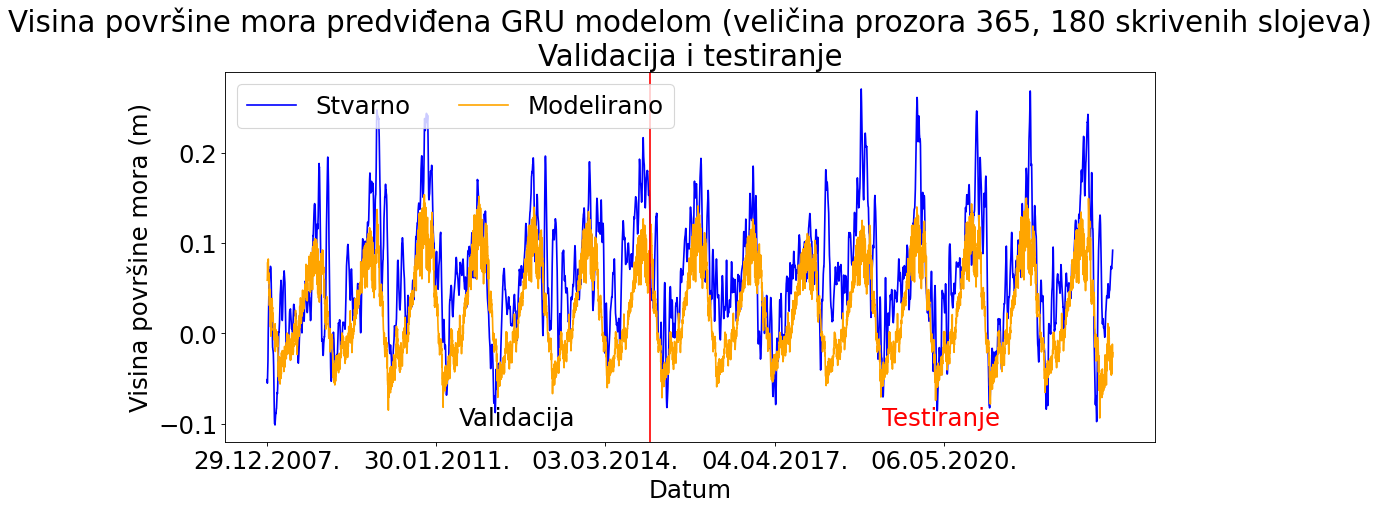 Visina površine mora predviđena GRU modelom (veličina prozora 365, 180 skrivenih slojeva)
Validacija i testiranje
Stvarno
Modelirano
Visina površine mora (m)
0.2
0.1
0.0
−0.1
Validacija
Testiranje
29.12.2007.
30.01.2011.
03.03.2014.
04.04.2017.
06.05.2020.
Datum